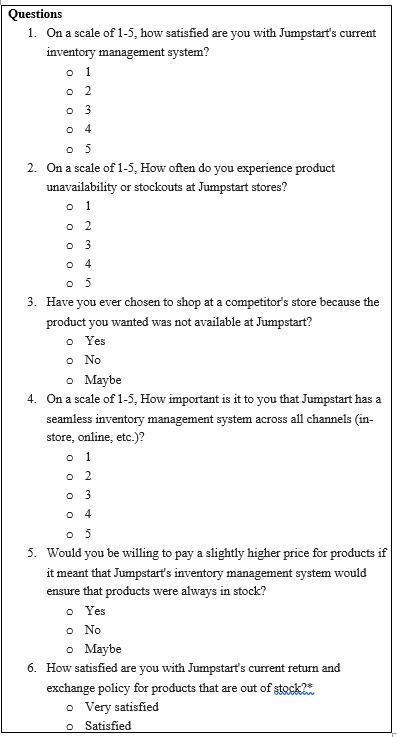 Questions
1. On a scale of 1-5, how satisfied are you with Jumpstart's current
inventory management system?
o 1
o 2
o 3
o 4
o 5
2. On a scale of 1-5, How often do you experience product
unavailability or stockouts at Jumpstart stores?
o 1
o 2
o 3
o 4
o 5
3. Have you ever chosen to shop at a competitor's store because the
product you wanted was not available at Jumpstart?
o Yes
o No
o Maybe
4. On a scale of 1-5, How important is it to you that Jumpstart has a
seamless inventory management system across all channels (in-
store, online, etc.)?
o 1
o 2
o 3
o 4
o 5
5. Would you be willing to pay a slightly higher price for products if
it meant that Jumpstart's inventory management system would
ensure that products were always in stock?
o Yes
o No
o Maybe
6. How satisfied are you with Jumpstart's current return and
exchange policy for products that are out of stock?*
o Very satisfied
o Satisfied